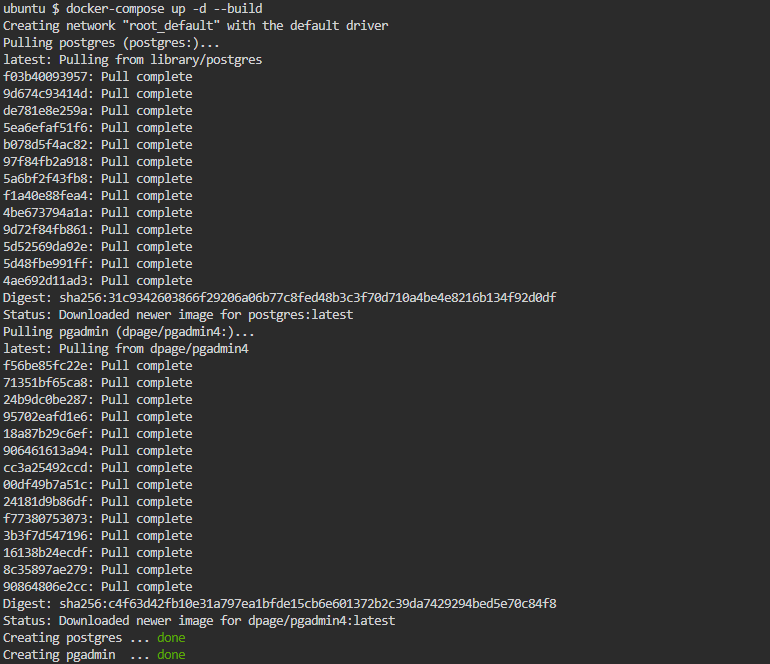 ubuntu $ docker-compose up -d --build
Creating network "root_default" with the default driver
Pulling postgres (postgres:)...
latest: Pulling from library/postgres
f03b40093957: Pull complete
9d674c93414d: Pull complete
de781e8e259a: Pull complete
5ea6efaf51f6: Pull complete
b078d5f4ac82: Pull complete
97f84fb2a918: Pull complete
5a6bf2f43fb8: Pull complete
f1a40e88fea4: Pull complete
4be673794a1a: Pull complete
9d72f84fb861: Pull complete
5d52569da92e: Pull complete
5d48fbe991ff: Pull complete
4ae692d11ad3: Pull complete
Digest: sha256:31c9342603866f29206a06b77c8fed48b3c3f70d710a4be4e8216b134f92d0df
Status: Downloaded newer image for postgres:latest
Pulling pgadmin (dpage/pgadmin4:)...
latest: Pulling from dpage/pgadmin4
f56be85fc22e: Pull complete
71351bf65ca8: Pull complete
24b9dc0be287: Pull complete
95702eafd1e6: Pull complete
18a87b29c6ef: Pull complete
906461613a94: Pull complete
cc3a25492ccd: Pull complete
00df49b7a51c: Pull complete
24181d9b86df: Pull complete
f77380753073: Pull complete
3b3f7d547196: Pull complete
16138b24ecdf: Pull complete
8c35897ae279: Pull complete
90864806e2cc: Pull complete
Digest: sha256:c4f63d42fb10e31a797ea1bfde15cb6e601372b2c39da7429294bed5e70c84f8
Status: Downloaded newer image for dpage/pgadmin4:latest
Creating postgres ... done
Creating pgadmin  ... done